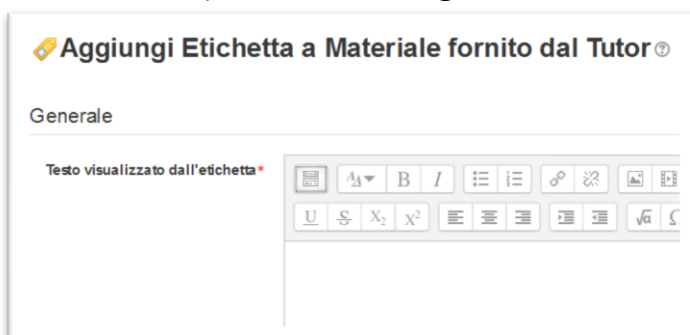 Aggiungi Etichetta a Materiale fornito dal Tutor
Generale
Testo visualizzato dall'etichetta*
B I
U S X₂ X²
√α Ω